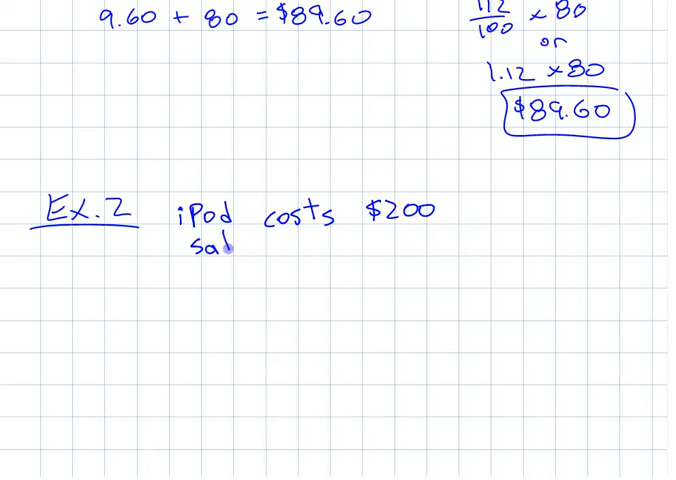 9.60 + 80 = $89.60
112/100 × 80
or
1.12 × 80
$89.60
Ex. 2 iPod costs $200
sal